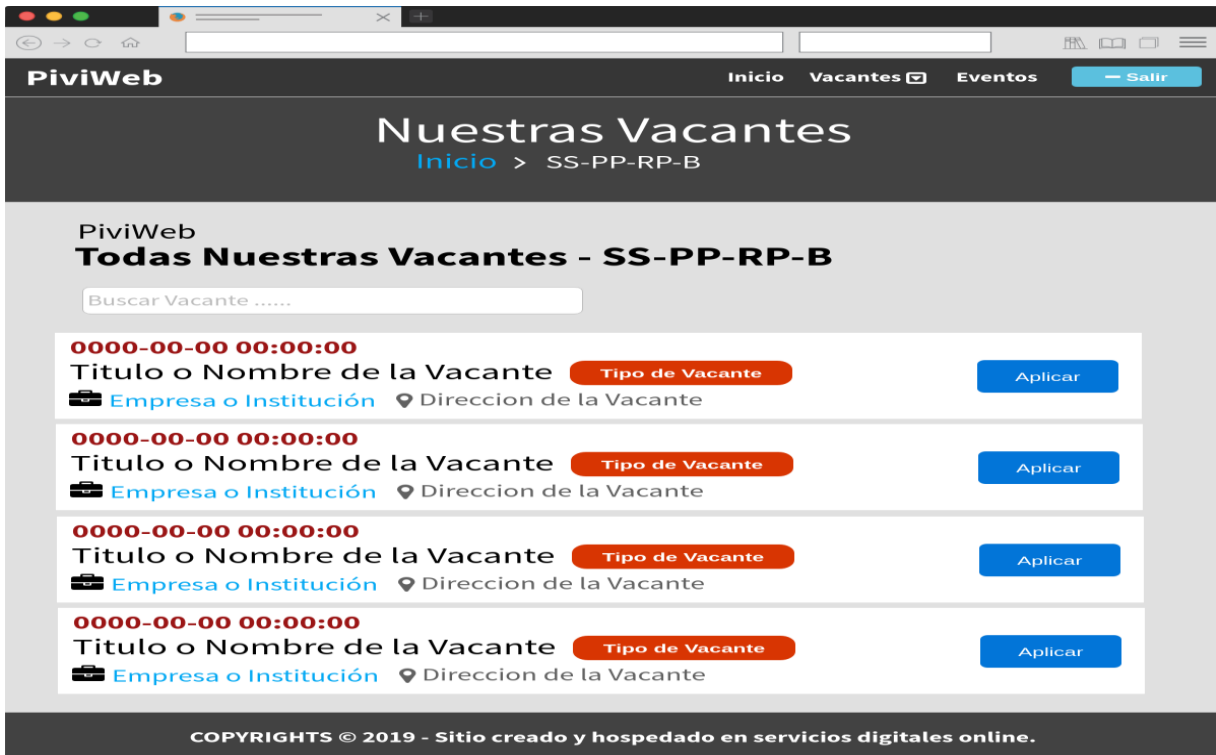 PiviWeb Inicio Vacantes Eventos — Salir
Nuestras Vacantes
Inicio > SS-PP-RP-B
PiviWeb
Todas Nuestras Vacantes - SS-PP-RP-B
Buscar Vacante ......
0000-00-00 00:00:00
Titulo o Nombre de la Vacante Tipo de Vacante Aplicar
Empresa o Institución Direccion de la Vacante
0000-00-00 00:00:00
Titulo o Nombre de la Vacante Tipo de Vacante Aplicar
Empresa o Institución Direccion de la Vacante
0000-00-00 00:00:00
Titulo o Nombre de la Vacante Tipo de Vacante Aplicar
Empresa o Institución Direccion de la Vacante
0000-00-00 00:00:00
Titulo o Nombre de la Vacante Tipo de Vacante Aplicar
Empresa o Institución Direccion de la Vacante
COPYRIGHTS © 2019 - Sitio creado y hospedado en servicios digitales online.